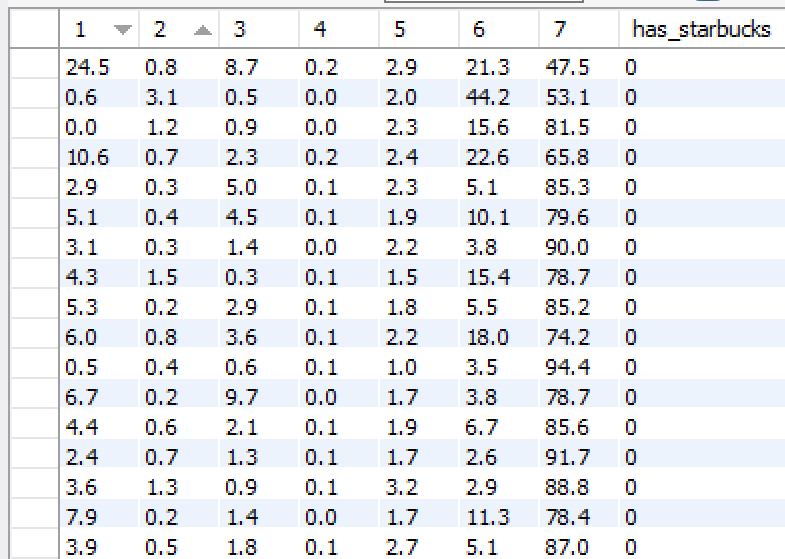 1 2 3 4 5 6 7 has_starbucks
24.5 0.8 8.7 0.2 2.9 21.3 47.5 0
0.6 3.1 0.5 0.0 2.0 44.2 53.1 0
0.0 1.2 0.9 0.0 2.3 15.6 81.5 0
10.6 0.7 2.3 0.2 2.4 22.6 65.8 0
2.9 0.3 5.0 0.1 2.3 5.1 85.3 0
5.1 0.4 4.5 0.1 1.9 10.1 79.6 0
3.1 0.3 1.4 0.0 2.2 3.8 90.0 0
4.3 1.5 0.3 0.1 1.5 15.4 78.7 0
5.3 0.2 2.9 0.1 1.8 5.5 85.2 0
6.0 0.8 3.6 0.1 2.2 18.0 74.2 0
0.5 0.4 0.6 0.1 1.0 3.5 94.4 0
6.7 0.2 9.7 0.0 1.7 3.8 78.7 0
4.4 0.6 2.1 0.1 1.9 6.7 85.6 0
2.4 0.7 1.3 0.1 1.7 2.6 91.7 0
3.6 1.3 0.9 0.1 3.2 2.9 88.8 0
7.9 0.2 1.4 0.0 1.7 11.3 78.4 0
3.9 0.5 1.8 0.1 2.7 5.1 87.0 0